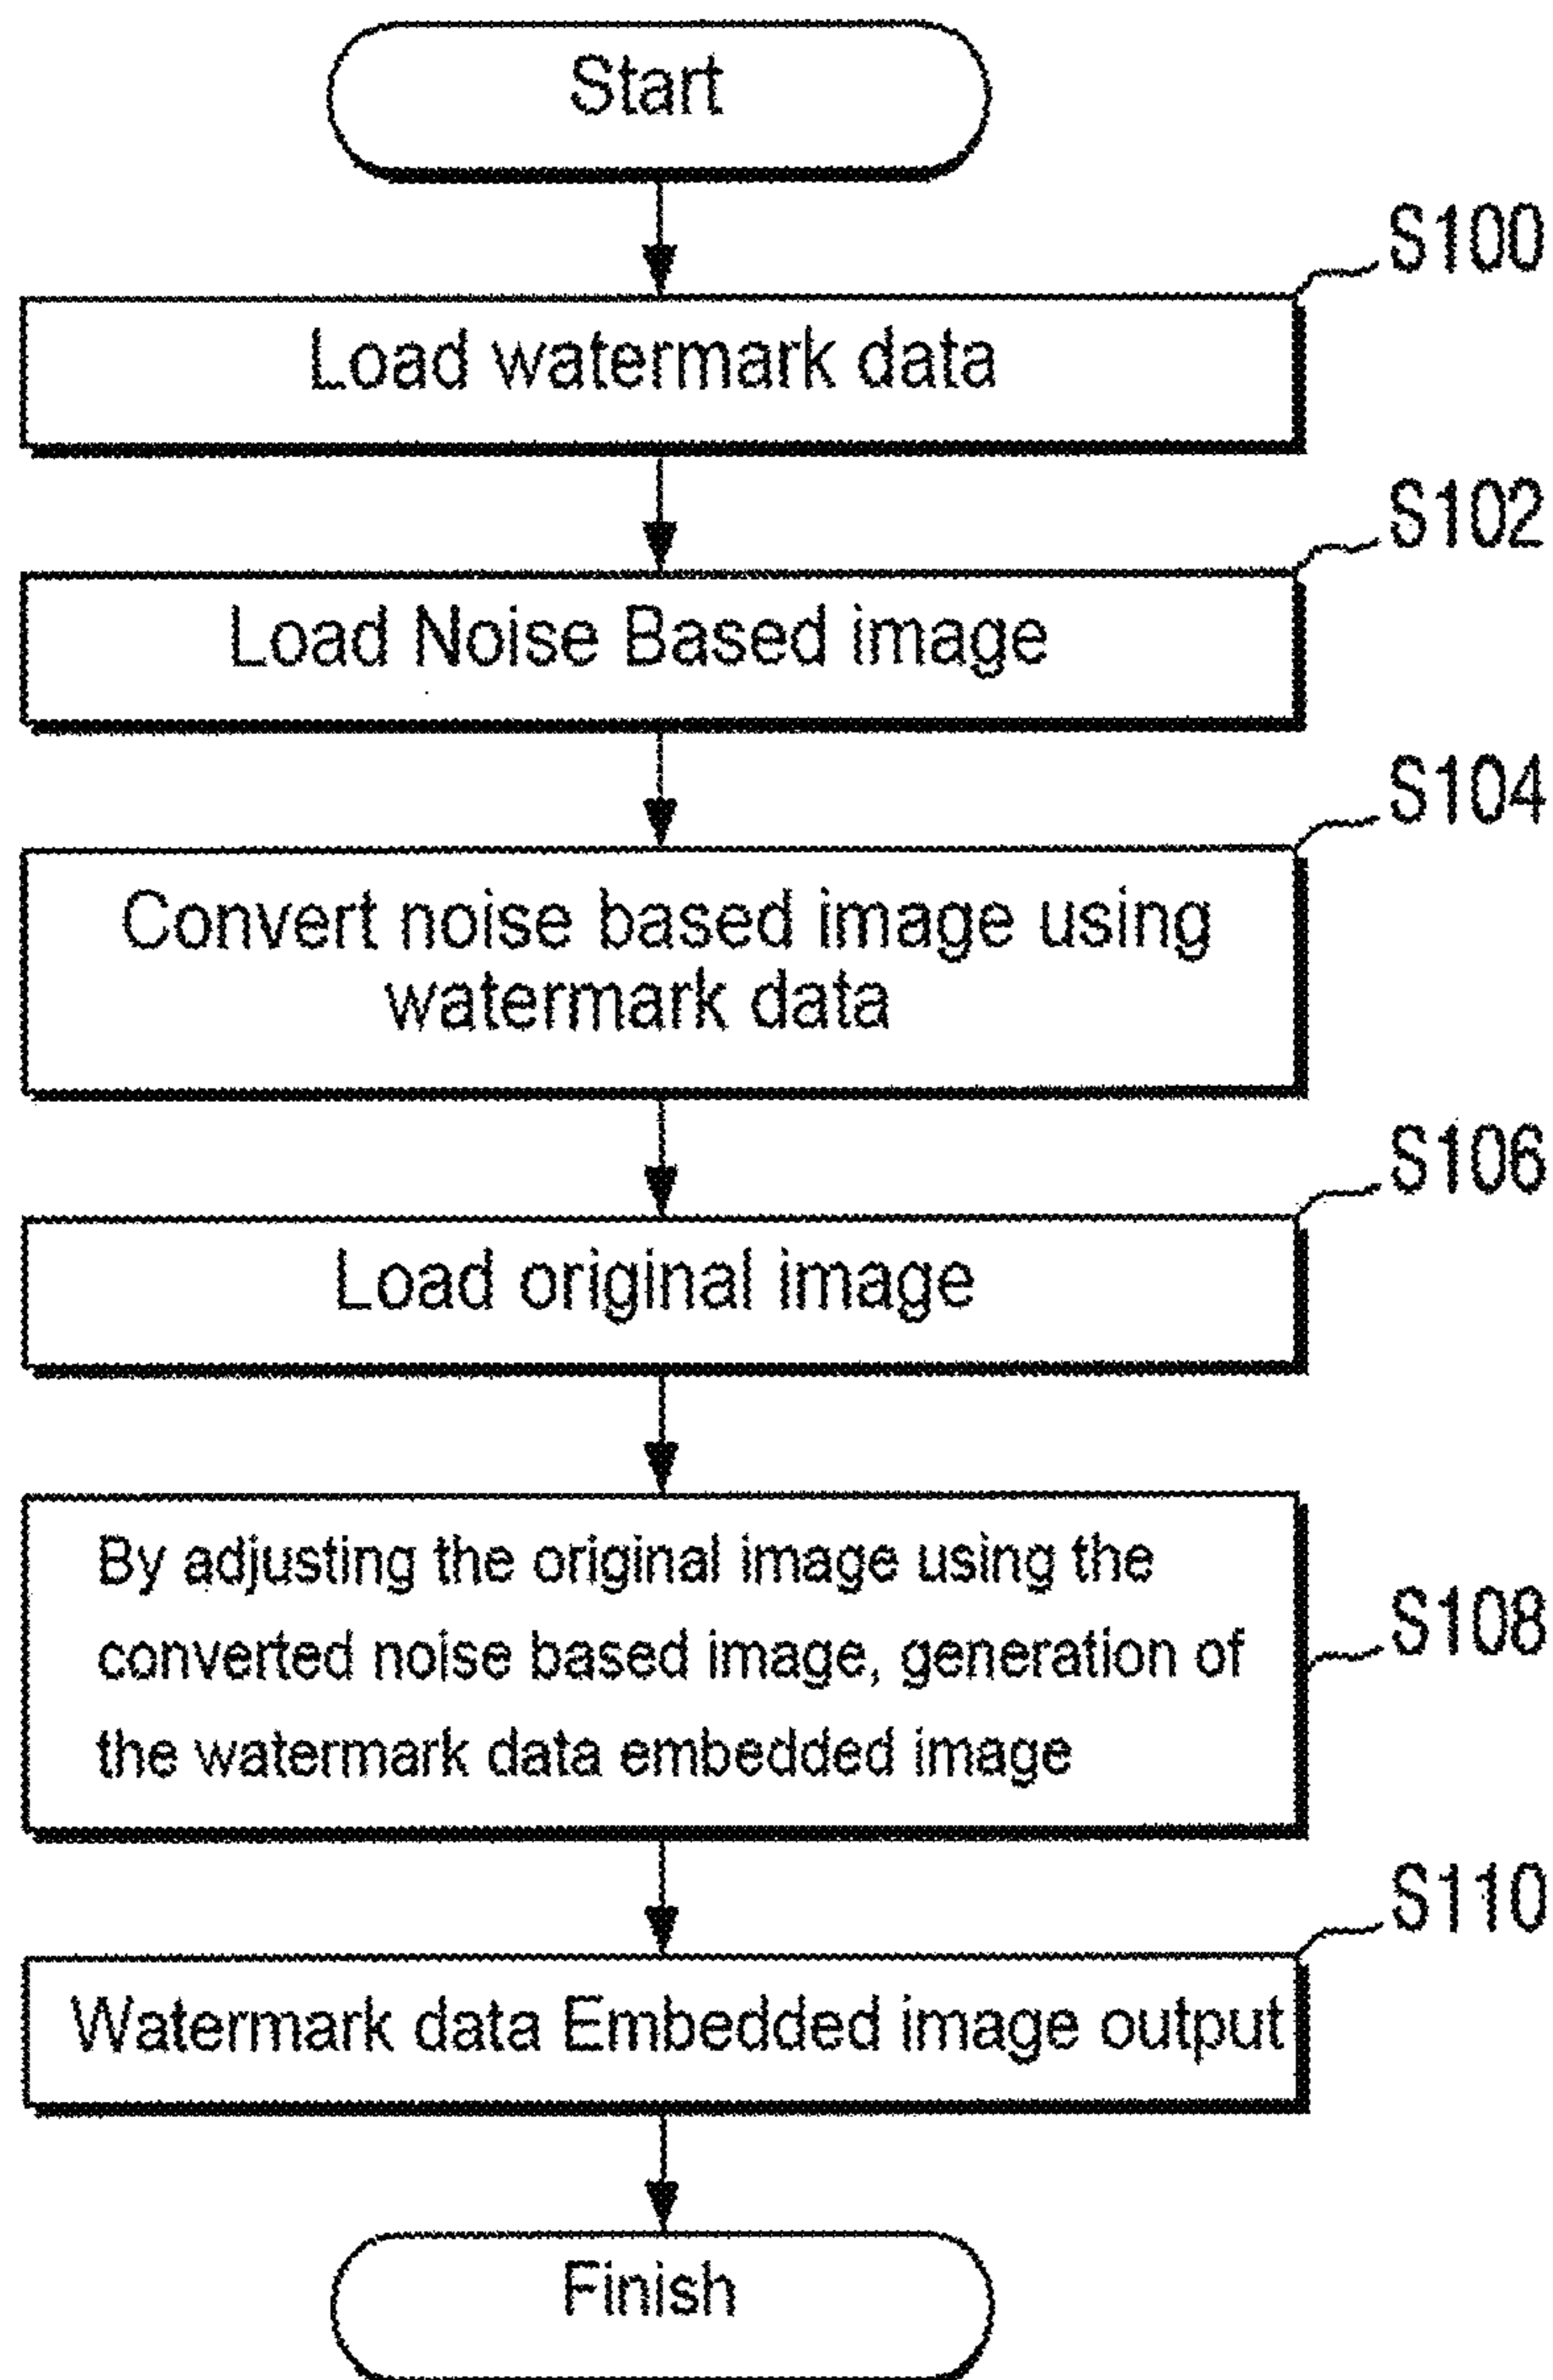 Start
S100
Load watermark data
S102
Load Noise Based image
S104
Convert noise based image using
watermark data
S106
Load original image
By adjusting the original image using the
converted noise based image, generation of
the watermark data embedded image
S108
S110
Watermark data Embedded image output
Finish